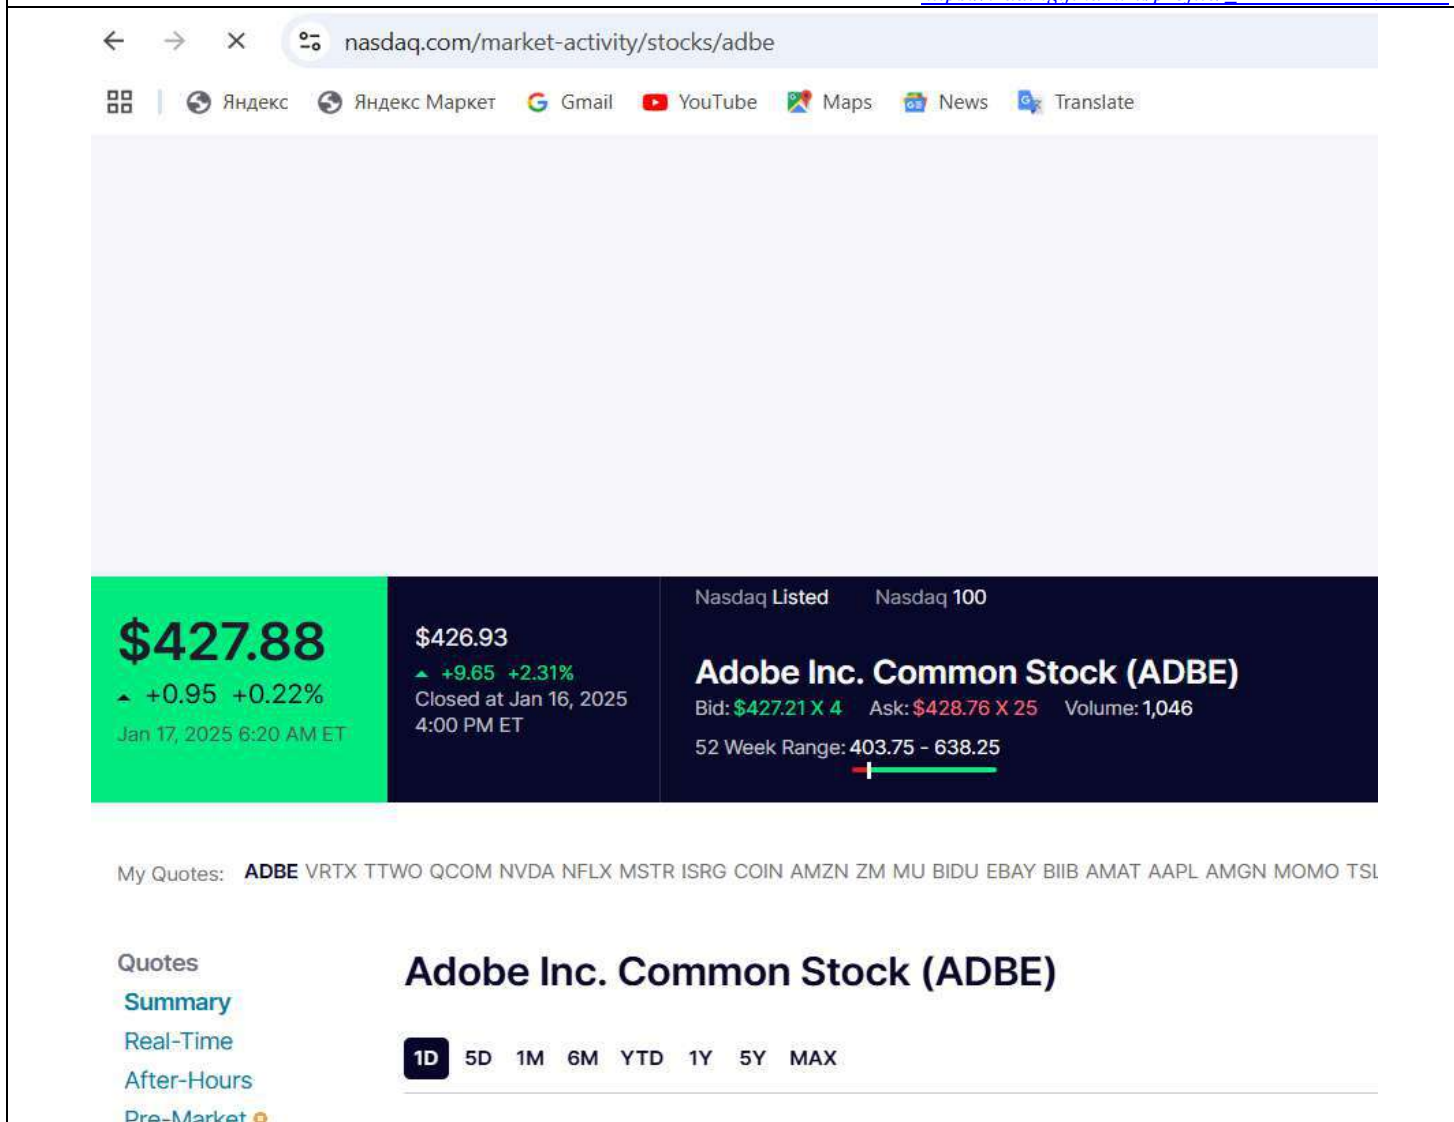 nasdaq.com/market-activity/stocks/adbe
Яндекс Яндекс Маркет Gmail YouTube Maps News Translate
$427.88
+0.95 +0.22%
Jan 17, 2025 6:20 AM ET
$426.93
+9.65 +2.31%
Closed at Jan 16, 2025
4:00 PM ET
Nasdaq Listed Nasdaq 100
Adobe Inc. Common Stock (ADBE)
Bid: $427.21 X 4 Ask: $428.76 X 25 Volume: 1,046
52 Week Range: 403.75 - 638.25
My Quotes: ADBE VRTX TTWO QCOM NVDA NFLX MSTR ISRG COIN AMZN ZM MU BIDU EBAY BIIB AMAT AAPL AMGN MOMO TSL
Quotes
Summary
Real-Time
After-Hours
Pre-Market
Adobe Inc. Common Stock (ADBE)
1D 5D 1M 6M YTD 1Y 5Y MAX